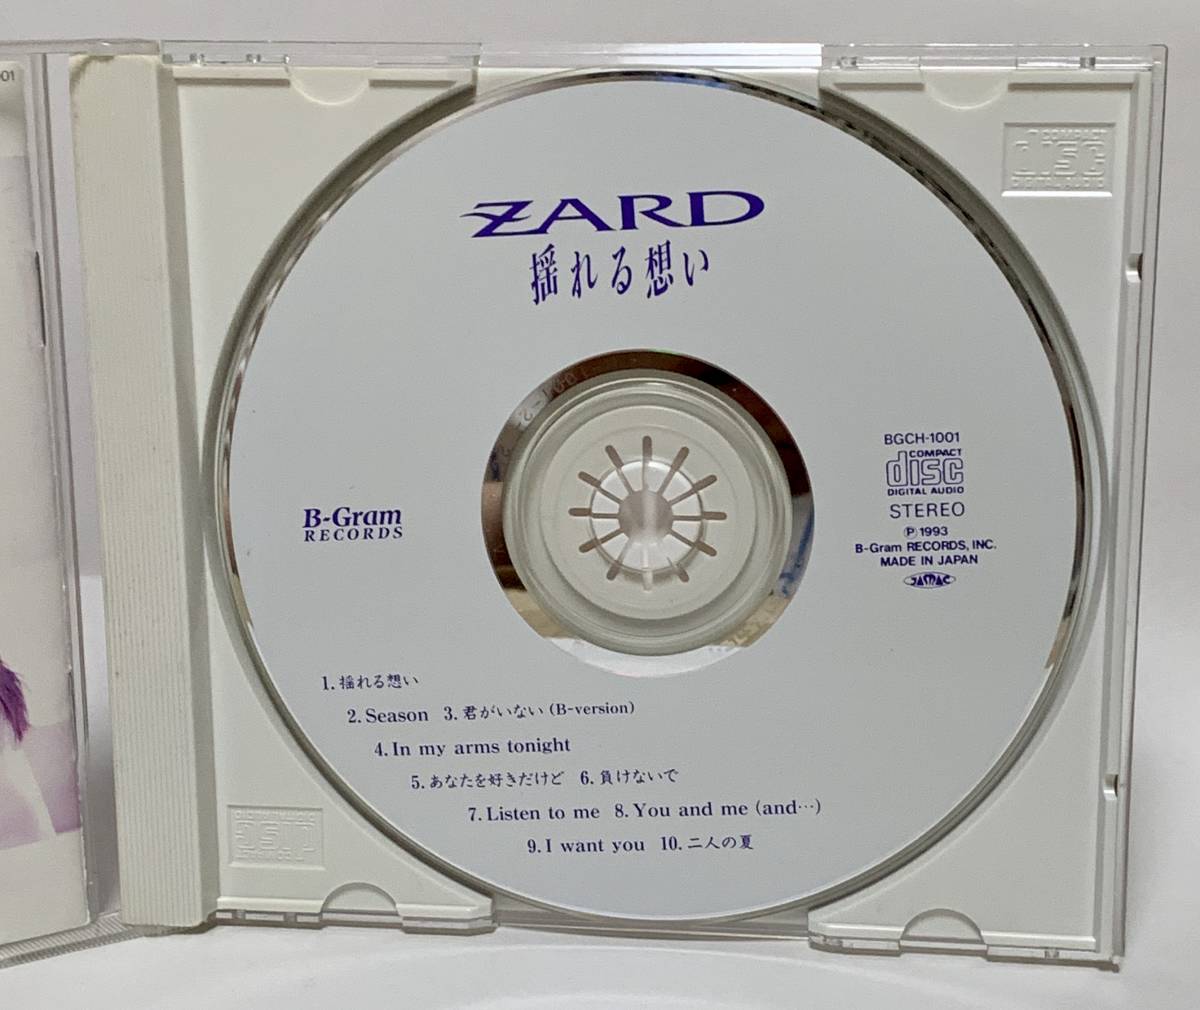 ZARD
揺れる想い
BGCH-1001
COMPACT
disc
DIGITAL AUDIO
STEREO
Ⓟ1993
B-Gram RECORDS, INC.
MADE IN JAPAN
JASRAC
B-Gram
RECORDS
1. 揺れる想い
2. Season 3. 君がいない (B-version)
4. In my arms tonight
5. あなたを好きだけど 6. 負けないで
7. Listen to me 8. You and me (and…)
9. I want you 10. 二人の夏